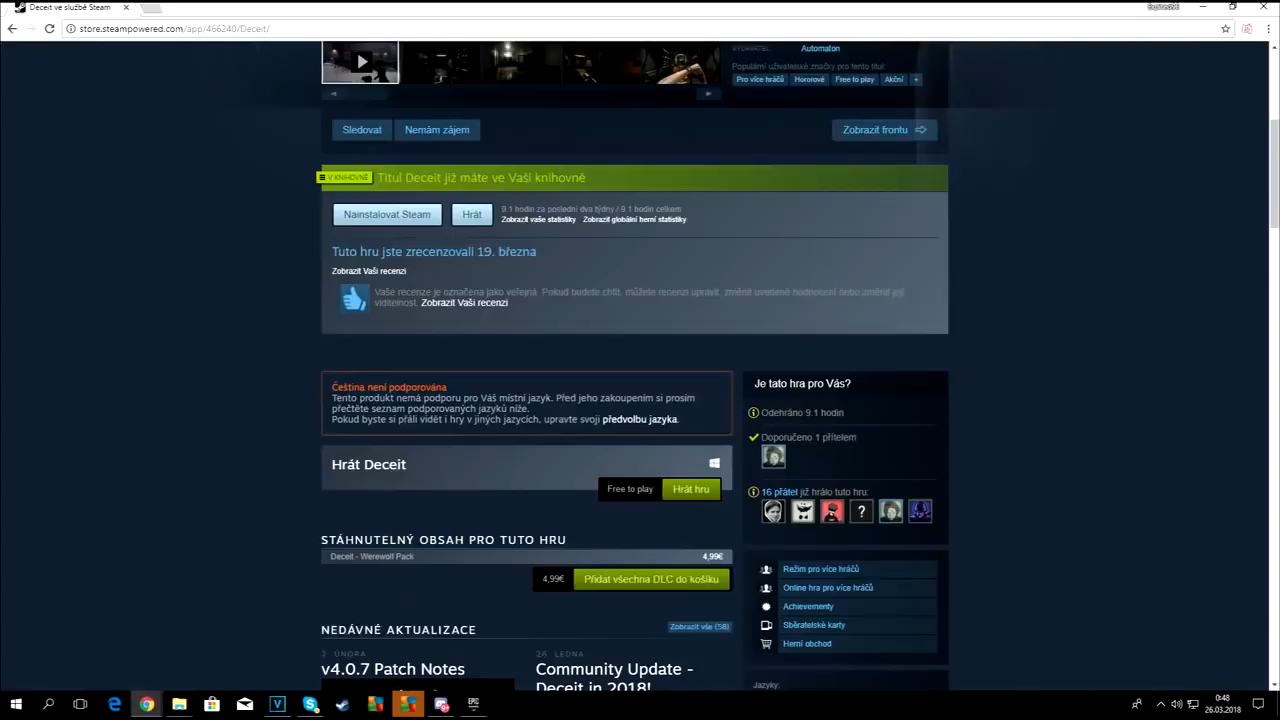 Deceit ve službě Steam
store.steampowered.com/app/466240/Deceit/
VYDAVATEL: Automaton
Populární uživatelské značky pro tento titul:
Pro více hráčů Hororové Free to play Akční +
Sledovat Nemám zájem Zobrazit frontu
V KNIHOVNĚ Titul Deceit již máte ve Vaší knihovně
Nainstalovat Steam Hrát 9.1 hodin za poslední dva týdny / 9.1 hodin celkem
Zobrazit vaše statistiky Zobrazit globální herní statistiky
Tuto hru jste zrecenzovali 19. března
Zobrazit Vaši recenzi
Vaše recenze je označena jako veřejná. Pokud budete chtít, můžete recenzi upravit, změnit uvedené hodnocení nebo změnit její
viditelnost. Zobrazit Vaši recenzi
Čeština není podporována
Tento produkt nemá podporu pro Váš místní jazyk. Před jeho zakoupením si prosím
přečtěte seznam podporovaných jazyků níže.
Pokud byste si přáli vidět i hry v jiných jazycích, upravte svoji předvolbu jazyka.
Hrát Deceit
Free to play Hrát hru
STÁHNUTELNÝ OBSAH PRO TUTO HRU
Deceit - Werewolf Pack 4,99€
4,99€ Přidat všechna DLC do košíku
NEDÁVNÉ AKTUALIZACE Zobrazit vše (58)
2 ÚNORA 26 LEDNA
v4.0.7 Patch Notes Community Update -
Deceit in 2018!
Je tato hra pro Vás?
Odehráno 9.1 hodin
Doporučeno 1 přítelem
16 přátel již hrálo tuto hru:
?
Režim pro více hráčů
Online hra pro více hráčů
Achievementy
Sběratelské karty
Herní obchod
Jazyky:
0:48
26.03.2018